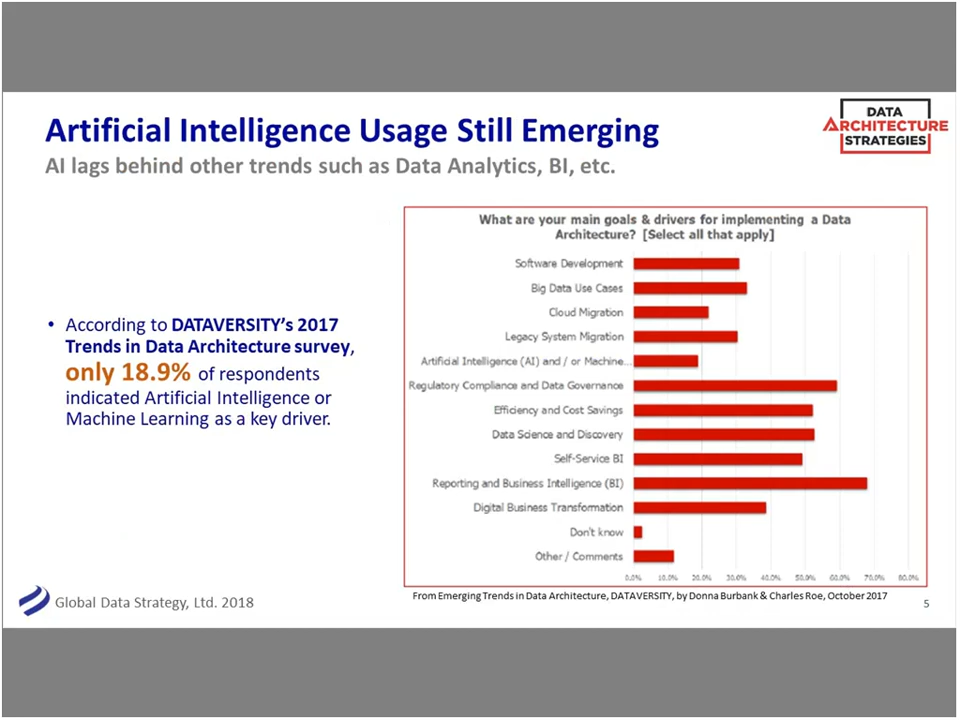 Artificial Intelligence Usage Still Emerging
AI lags behind other trends such as Data Analytics, BI, etc.
DATA
ARCHITECTURE
STRATEGIES
• According to DATAVERSITY’s 2017
Trends in Data Architecture survey,
only 18.9% of respondents
indicated Artificial Intelligence or
Machine Learning as a key driver.
What are your main goals & drivers for implementing a Data
Architecture? [Select all that apply]
Software Development
Big Data Use Cases
Cloud Migration
Legacy System Migration
Artificial Intelligence (AI) and / or Machine...
Regulatory Compliance and Data Governance
Efficiency and Cost Savings
Data Science and Discovery
Self-Service BI
Reporting and Business Intelligence (BI)
Digital Business Transformation
Don't know
Other / Comments
0.0% 10.0% 20.0% 30.0% 40.0% 50.0% 60.0% 70.0% 80.0%
From Emerging Trends in Data Architecture, DATAVERSITY, by Donna Burbank & Charles Roe, October 2017
Global Data Strategy, Ltd. 2018
5